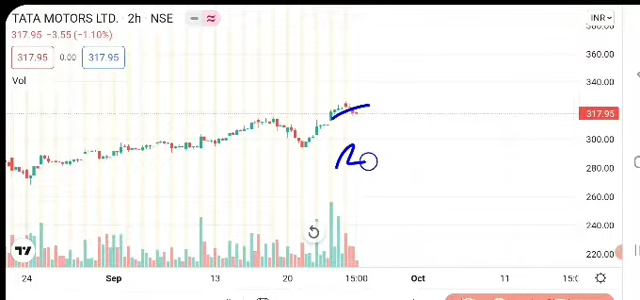 TATA MOTORS LTD. · 2h · NSE
INR
317.95 −3.55 (−1.10%)
317.95 0.00 317.95
Vol
360.00
340.00
317.95
300.00
280.00
260.00
240.00
220.00
24 Sep 13 20 15:00 Oct 11